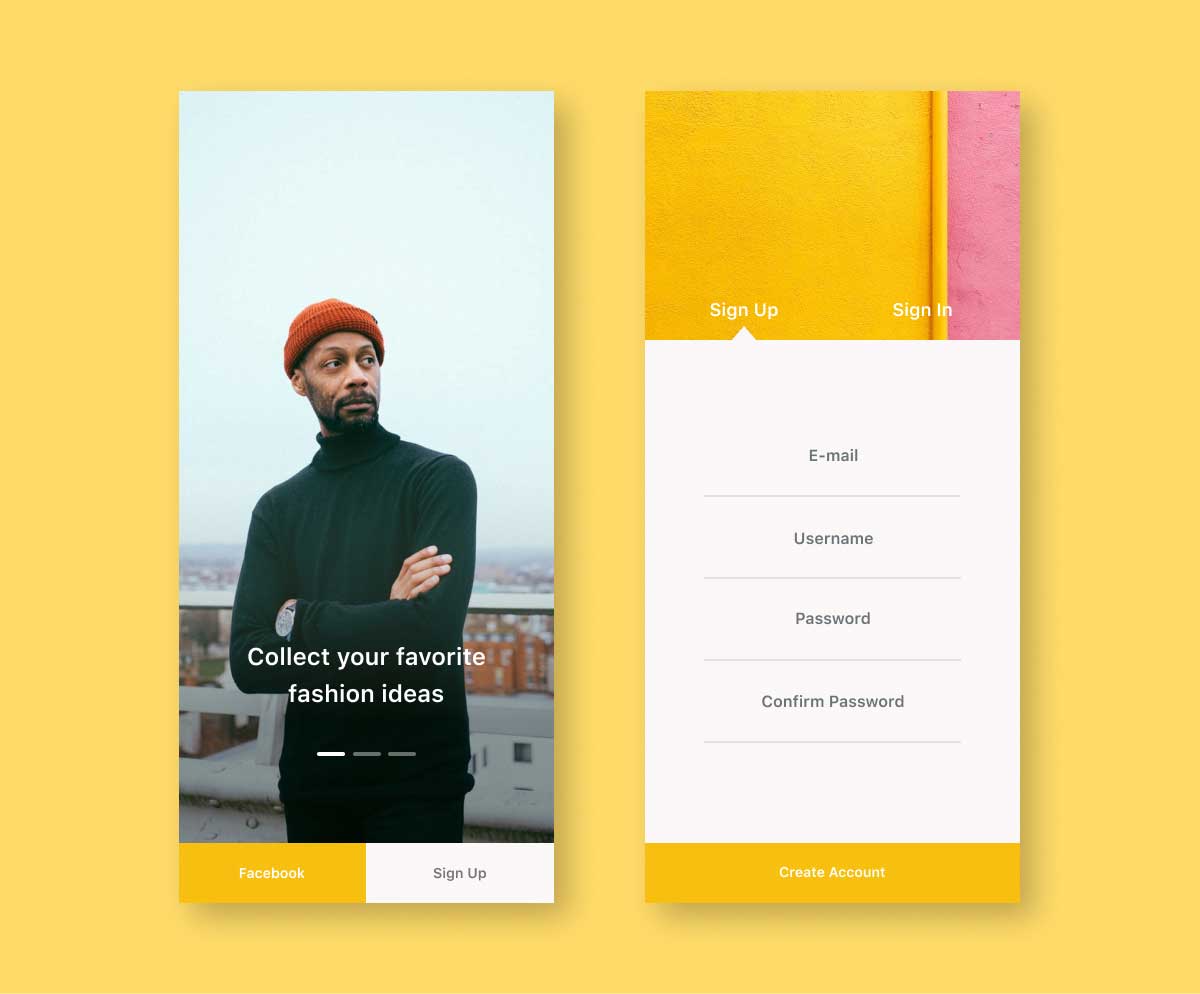 Collect your favorite
fashion ideas
Facebook
Sign Up
Sign Up
Sign In
E-mail
Username
Password
Confirm Password
Create Account